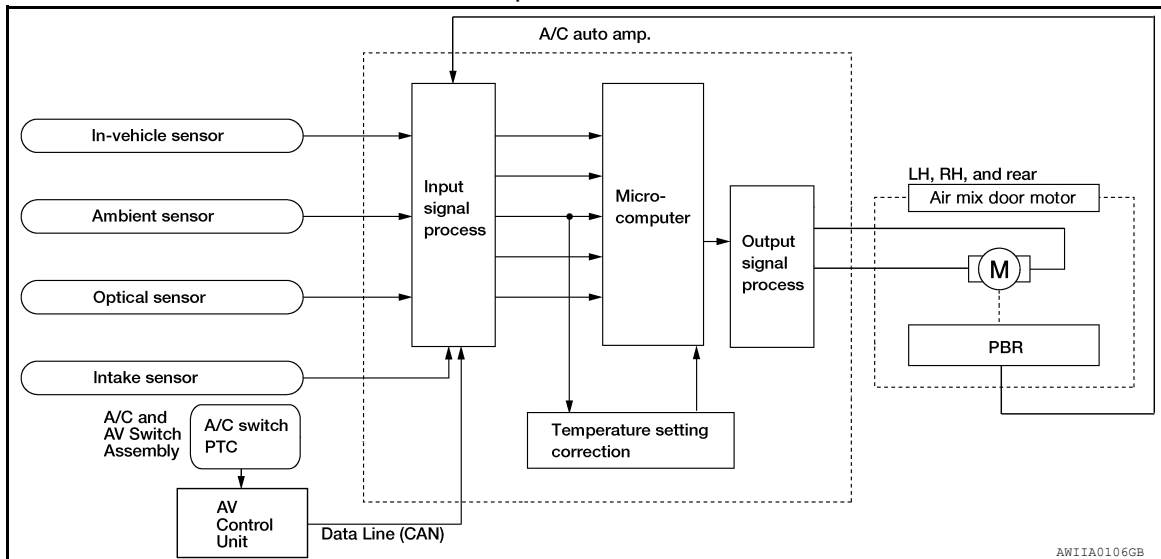 A/C auto amp.
In-vehicle sensor
Ambient sensor
Optical sensor
Intake sensor
A/C and
AV Switch
Assembly
A/C switch
PTC
AV
Control
Unit
Data Line (CAN)
Input
signal
process
Micro-
computer
Temperature setting
correction
Output
signal
process
LH, RH, and rear
Air mix door motor
M
PBR
AWIIA0106GB